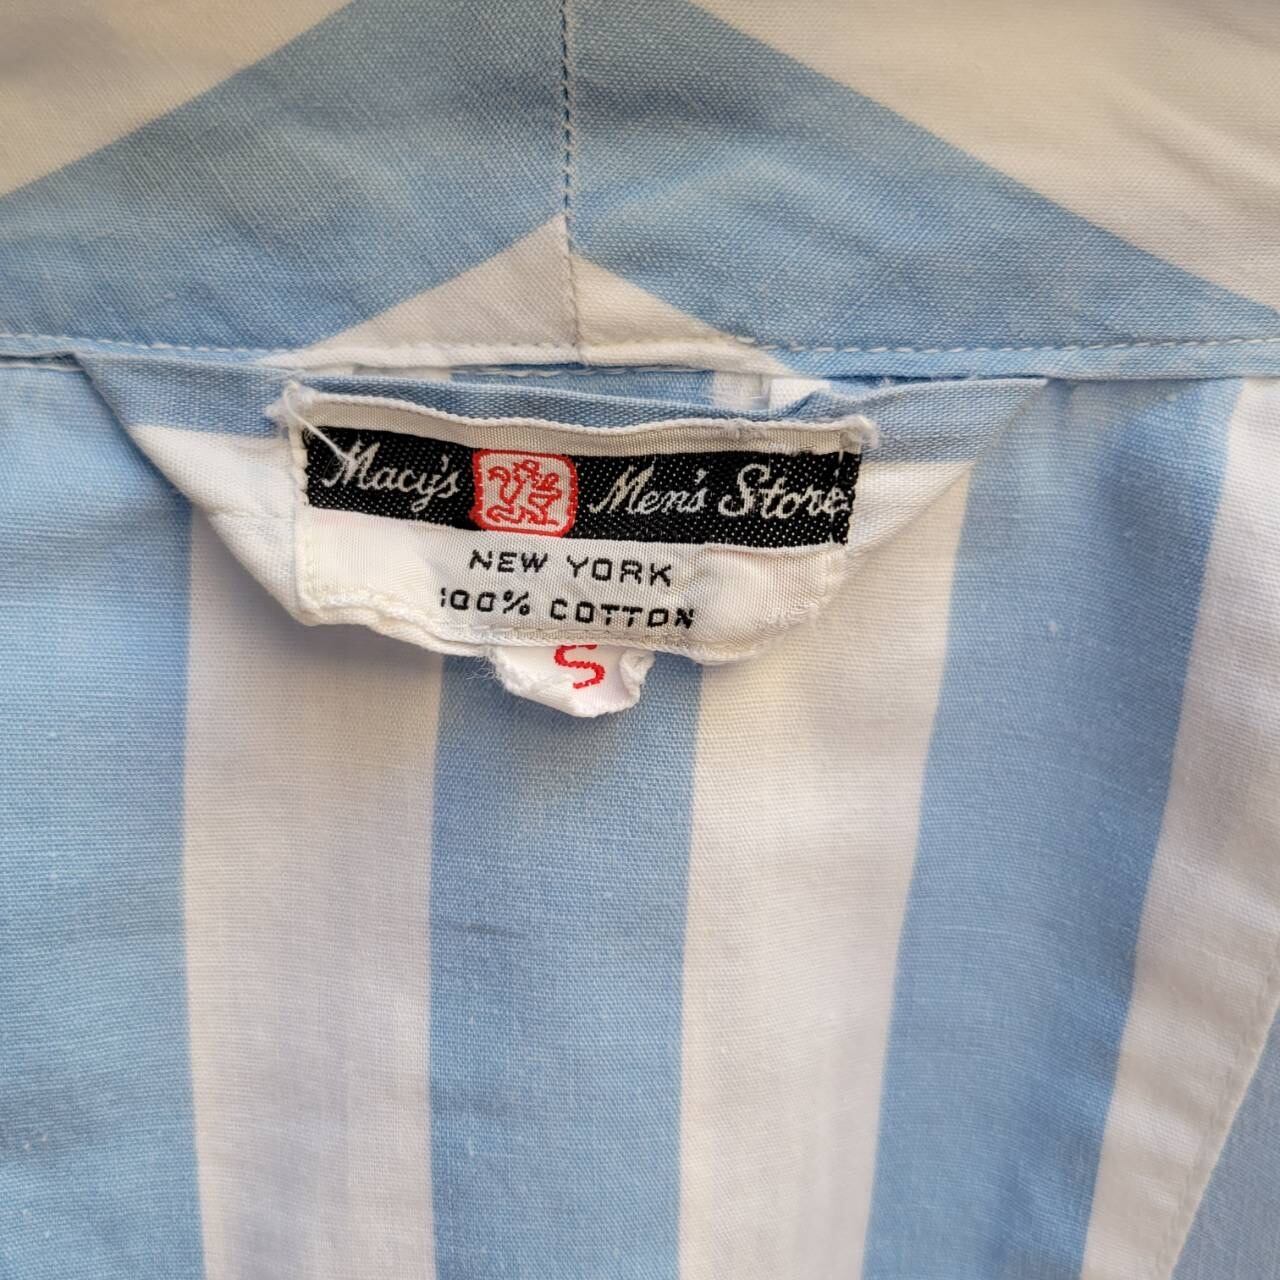 Macy's Men's Store
NEW YORK
100% COTTON
S